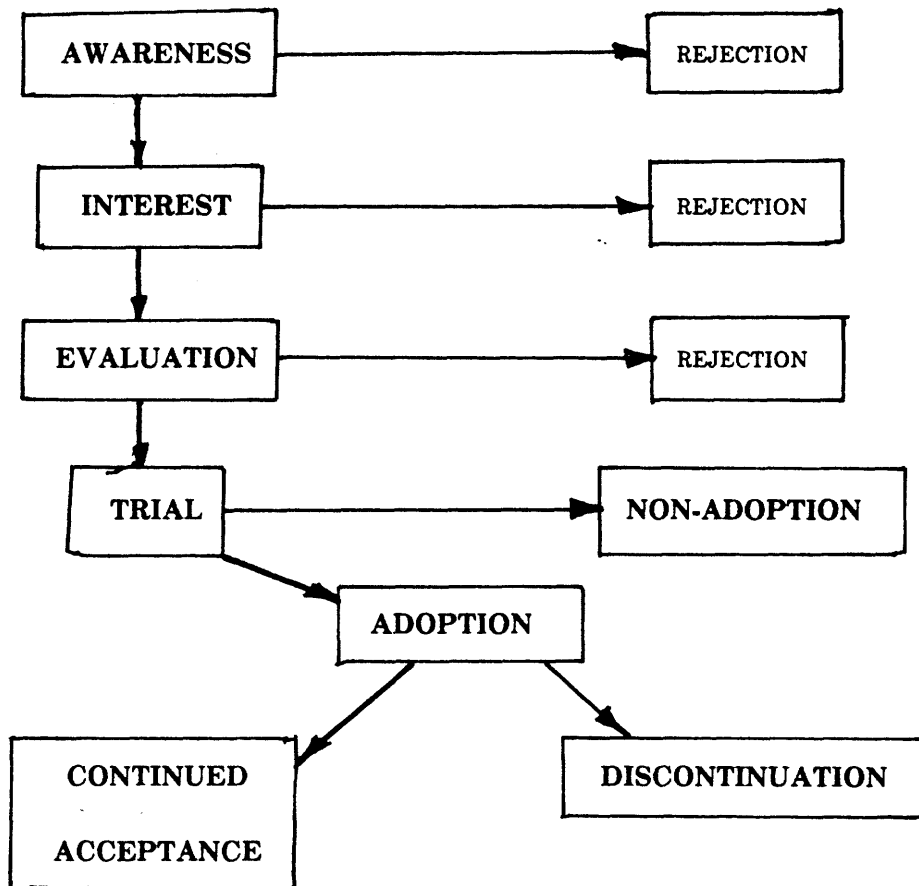 AWARENESS
REJECTION
INTEREST
REJECTION
EVALUATION
REJECTION
TRIAL
NON-ADOPTION
ADOPTION
CONTINUED
ACCEPTANCE
DISCONTINUATION